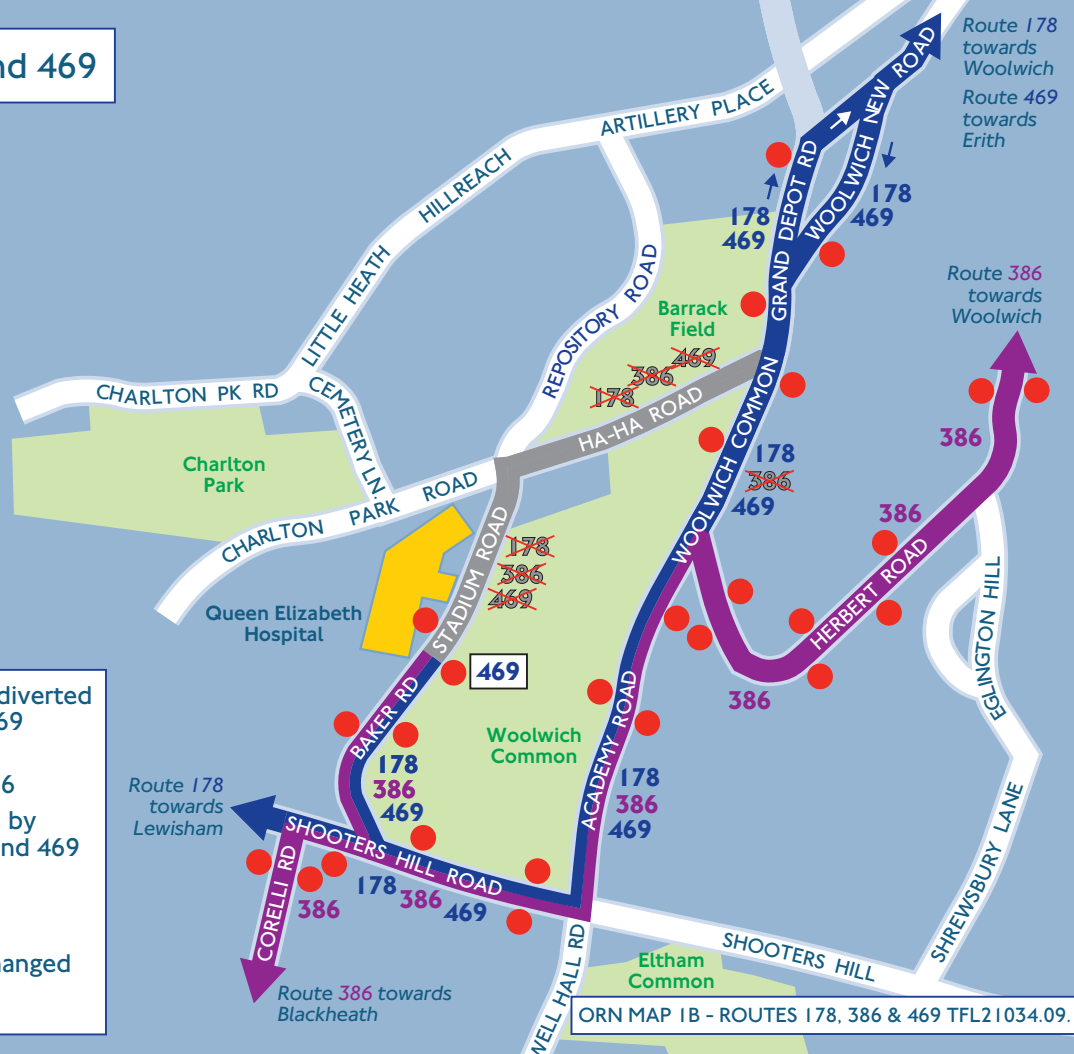 nd 469
Route 178
towards
Woolwich
Route 469
towards
Erith
ARTILLERY PLACE
HILLREACH
LITTLE HEATH
REPOSITORY ROAD
GRAND DEPOT RD
WOOLWICH NEW ROAD
178
469
178
469
Barrack
Field
Route 386
towards
Woolwich
CHARLTON PK RD
CEMETERY LN.
178
386
469
HA-HA ROAD
WOOLWICH COMMON
178
386
469
386
Charlton
Park
CHARLTON PARK ROAD
STADIUM ROAD
178
386
469
386
HERBERT ROAD
386
EGLINGTON HILL
Queen Elizabeth
Hospital
469
BAKER RD
178
386
469
Woolwich
Common
ACADEMY ROAD
178
386
469
diverted
69
6
by
nd 469
hanged
Route 178
towards
Lewisham
SHOOTERS HILL ROAD
178
386
469
CORELLI RD
386
Route 386 towards
Blackheath
SHREWSBURY LANE
SHOOTERS HILL
WELL HALL RD
Eltham
Common
ORN MAP 1B - ROUTES 178, 386 & 469 TFL21034.09.